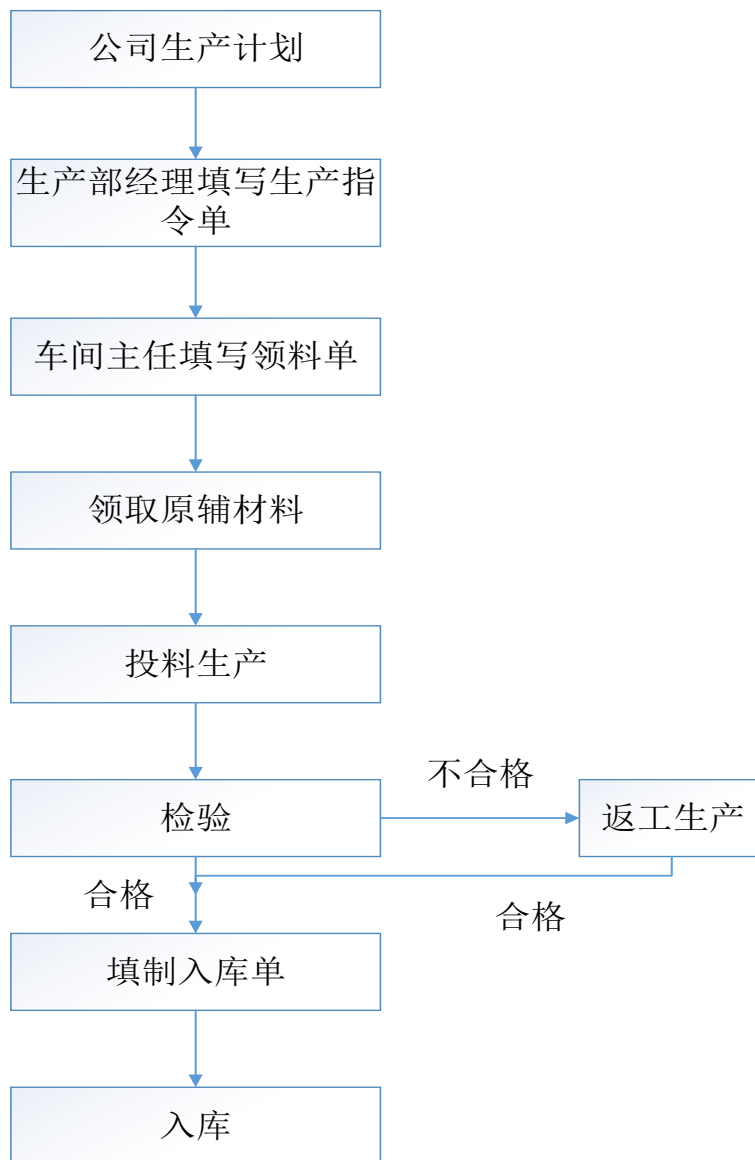 公司生产计划
生产部经理填写生产指
令单
车间主任填写领料单
领取原辅材料
投料生产
不合格
检验
返工生产
合格
合格
填制入库单
入库